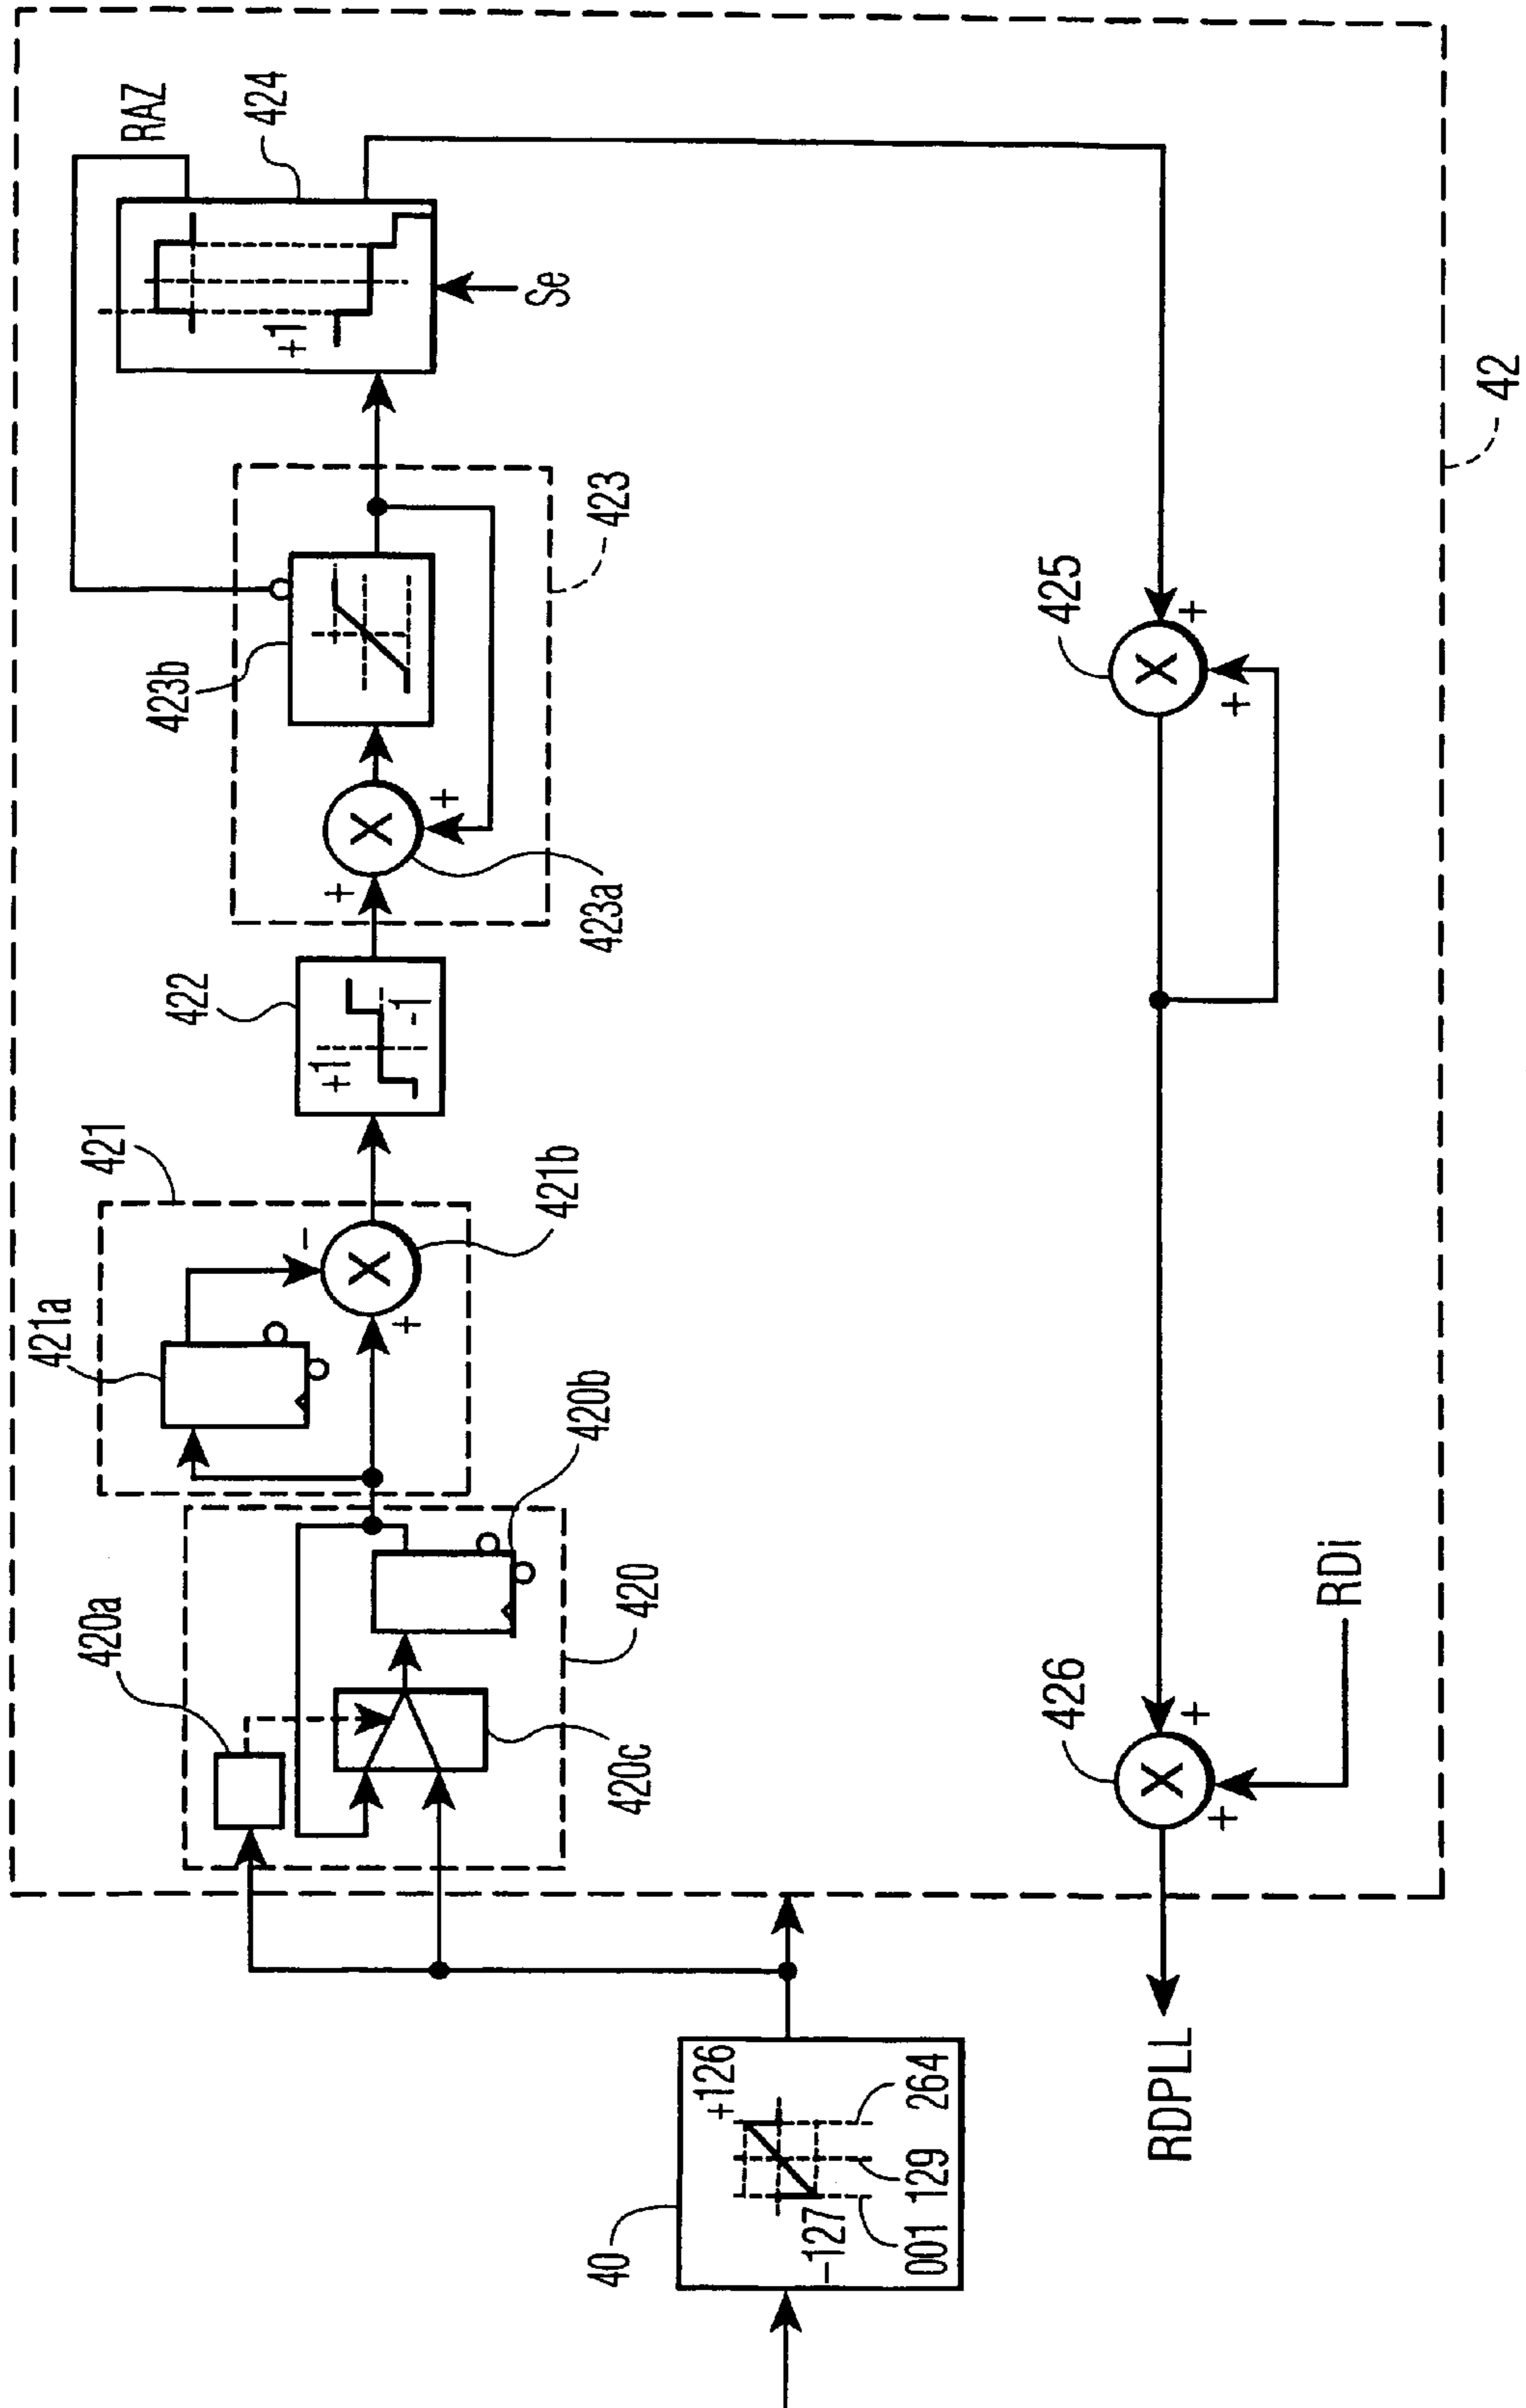 RAZ
424
+1
Se
423
423b
+
+
423a
422
+1
-1
421
421a
-
421b
+
420a
420b
420
420c
425
+
+
42
426
+
+
RDi
RDPLL
40
+126
-127
001 129 264